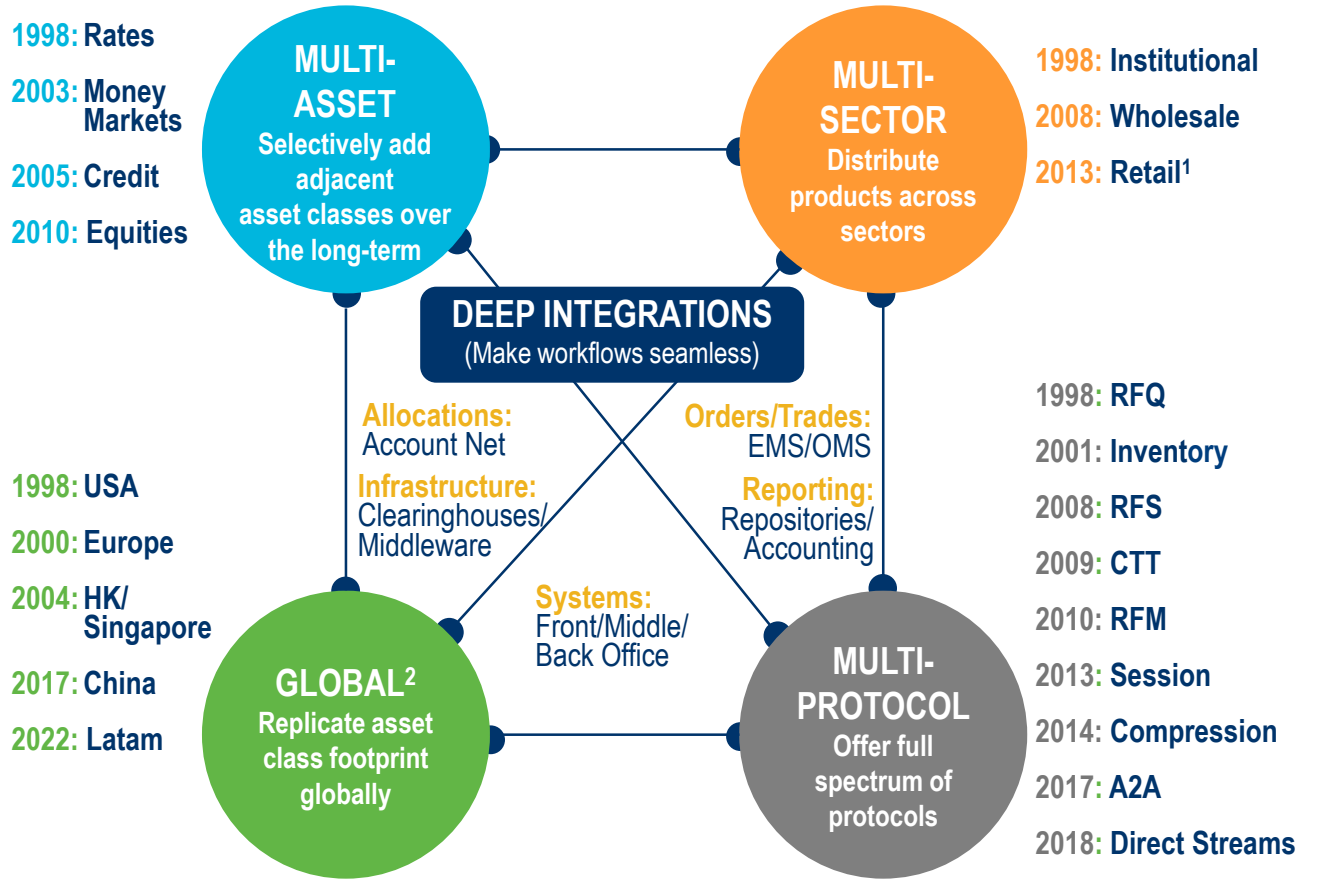 1998: Rates
2003: Money
Markets
2005: Credit
2010: Equities
MULTI-
ASSET
Selectively add
adjacent
asset classes over
the long-term
MULTI-
SECTOR
Distribute
products across
sectors
1998: Institutional
2008: Wholesale
2013: Retail¹
DEEP INTEGRATIONS
(Make workflows seamless)
Allocations:
Account Net
Infrastructure:
Clearinghouses/
Middleware
Orders/Trades:
EMS/OMS
Reporting:
Repositories/
Accounting
Systems:
Front/Middle/
Back Office
1998: USA
2000: Europe
2004: HK/
Singapore
2017: China
2022: Latam
GLOBAL²
Replicate asset
class footprint
globally
MULTI-
PROTOCOL
Offer full
spectrum of
protocols
1998: RFQ
2001: Inventory
2008: RFS
2009: CTT
2010: RFM
2013: Session
2014: Compression
2017: A2A
2018: Direct Streams